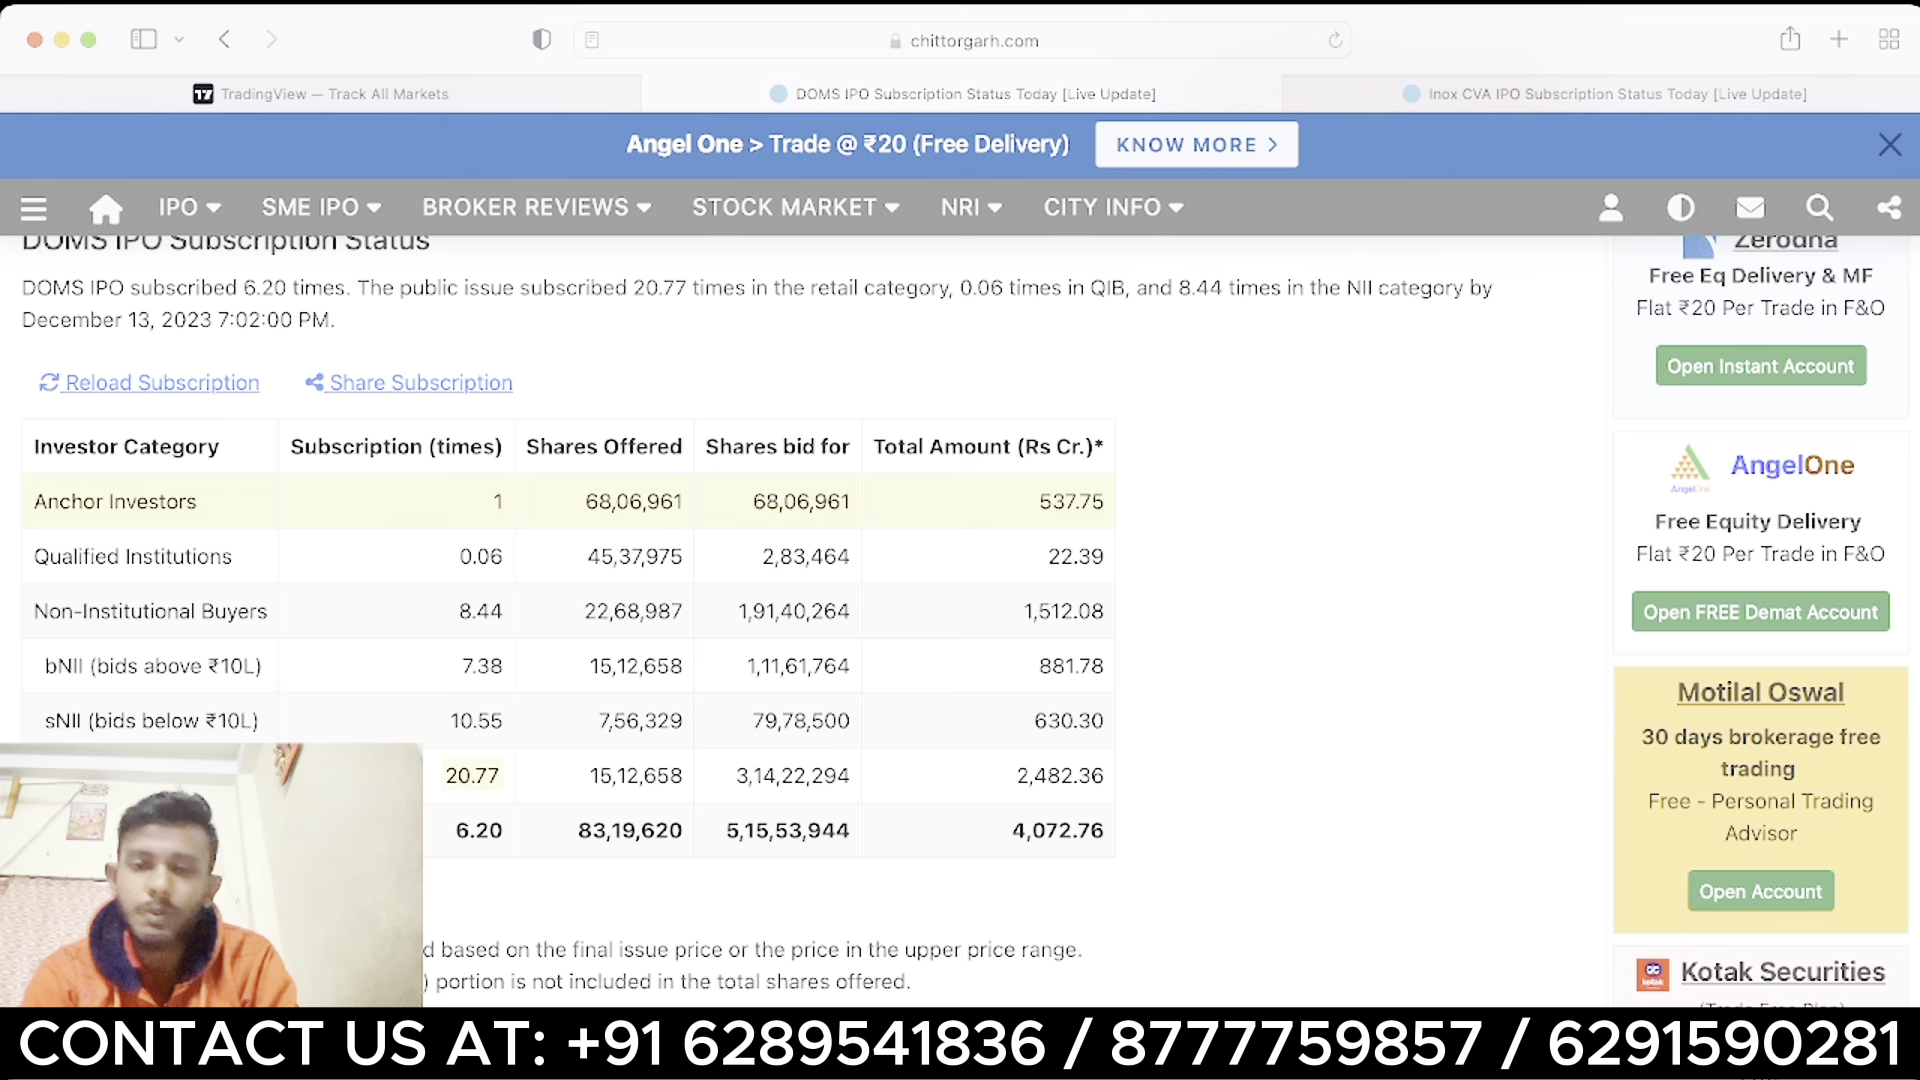 chittorgarh.com
TradingView — Track All Markets
DOMS IPO Subscription Status Today [Live Update]
Inox CVA IPO Subscription Status Today [Live Update]
Angel One > Trade @ ₹20 (Free Delivery)
KNOW MORE >
IPO
SME IPO
BROKER REVIEWS
STOCK MARKET
NRI
CITY INFO
DOMS IPO Subscription Status
DOMS IPO subscribed 6.20 times. The public issue subscribed 20.77 times in the retail category, 0.06 times in QIB, and 8.44 times in the NII category by
December 13, 2023 7:02:00 PM.
Reload Subscription
Share Subscription
Investor Category Subscription (times) Shares Offered Shares bid for Total Amount (Rs Cr.)*
Anchor Investors 1 68,06,961 68,06,961 537.75
Qualified Institutions 0.06 45,37,975 2,83,464 22.39
Non-Institutional Buyers 8.44 22,68,987 1,91,40,264 1,512.08
bNII (bids above ₹10L) 7.38 15,12,658 1,11,61,764 881.78
sNII (bids below ₹10L) 10.55 7,56,329 79,78,500 630.30
20.77 15,12,658 3,14,22,294 2,482.36
6.20 83,19,620 5,15,53,944 4,072.76
d based on the final issue price or the price in the upper price range.
) portion is not included in the total shares offered.
Zerodha
Free Eq Delivery & MF
Flat ₹20 Per Trade in F&O
Open Instant Account
AngelOne
AngelOne
Free Equity Delivery
Flat ₹20 Per Trade in F&O
Open FREE Demat Account
Motilal Oswal
30 days brokerage free
trading
Free - Personal Trading
Advisor
Open Account
kotak
Kotak Securities
CONTACT US AT: +91 6289541836 / 8777759857 / 6291590281